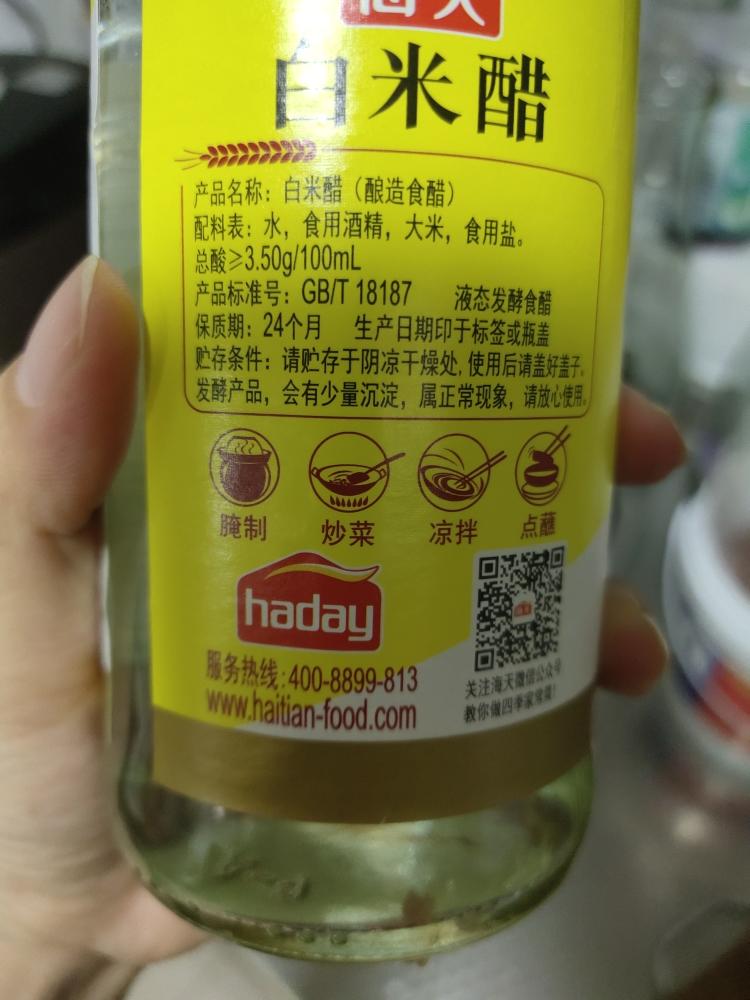 海天
白米醋
产品名称：白米醋（酿造食醋）
配料表：水，食用酒精，大米，食用盐。
总酸≥3.50g/100mL
产品标准号：GB/T 18187 液态发酵食醋
保质期：24个月 生产日期印于标签或瓶盖
贮存条件：请贮存于阴凉干燥处，使用后请盖好盖子。
发酵产品，会有少量沉淀，属正常现象，请放心使用。
腌制 炒菜 凉拌 点蘸
haday
服务热线：400-8899-813
www.haitian-food.com
关注海天微信公众号
教你做四季家常菜！